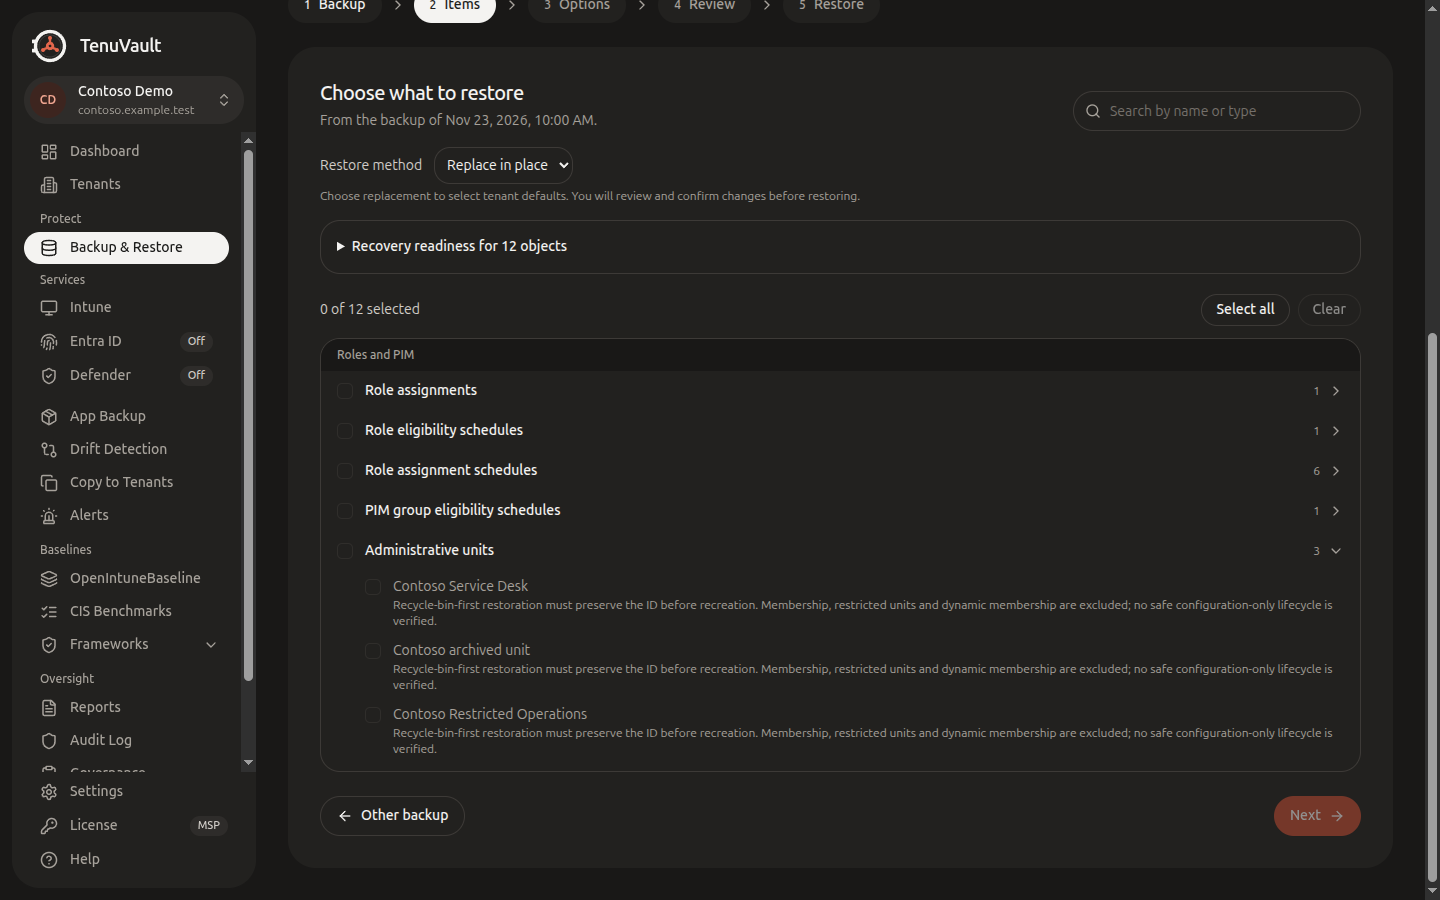 TenuVault
CD
Contoso Demo
contoso.example.test
Dashboard
Tenants
Protect
Backup & Restore
Services
Intune
Entra ID Off
Defender Off
App Backup
Drift Detection
Copy to Tenants
Alerts
Baselines
OpenIntuneBaseline
CIS Benchmarks
Frameworks
Oversight
Reports
Audit Log
Governance
Settings
License MSP
Help
1 Backup
2 Items
3 Options
4 Review
5 Restore
Choose what to restore
From the backup of Nov 23, 2026, 10:00 AM.
Search by name or type
Restore method Replace in place
Choose replacement to select tenant defaults. You will review and confirm changes before restoring.
Recovery readiness for 12 objects
0 of 12 selected
Select all
Clear
Roles and PIM
Role assignments 1
Role eligibility schedules 1
Role assignment schedules 6
PIM group eligibility schedules 1
Administrative units 3
Contoso Service Desk
Recycle-bin-first restoration must preserve the ID before recreation. Membership, restricted units and dynamic membership are excluded; no safe configuration-only lifecycle is
verified.
Contoso archived unit
Recycle-bin-first restoration must preserve the ID before recreation. Membership, restricted units and dynamic membership are excluded; no safe configuration-only lifecycle is
verified.
Contoso Restricted Operations
Recycle-bin-first restoration must preserve the ID before recreation. Membership, restricted units and dynamic membership are excluded; no safe configuration-only lifecycle is
verified.
Other backup
Next